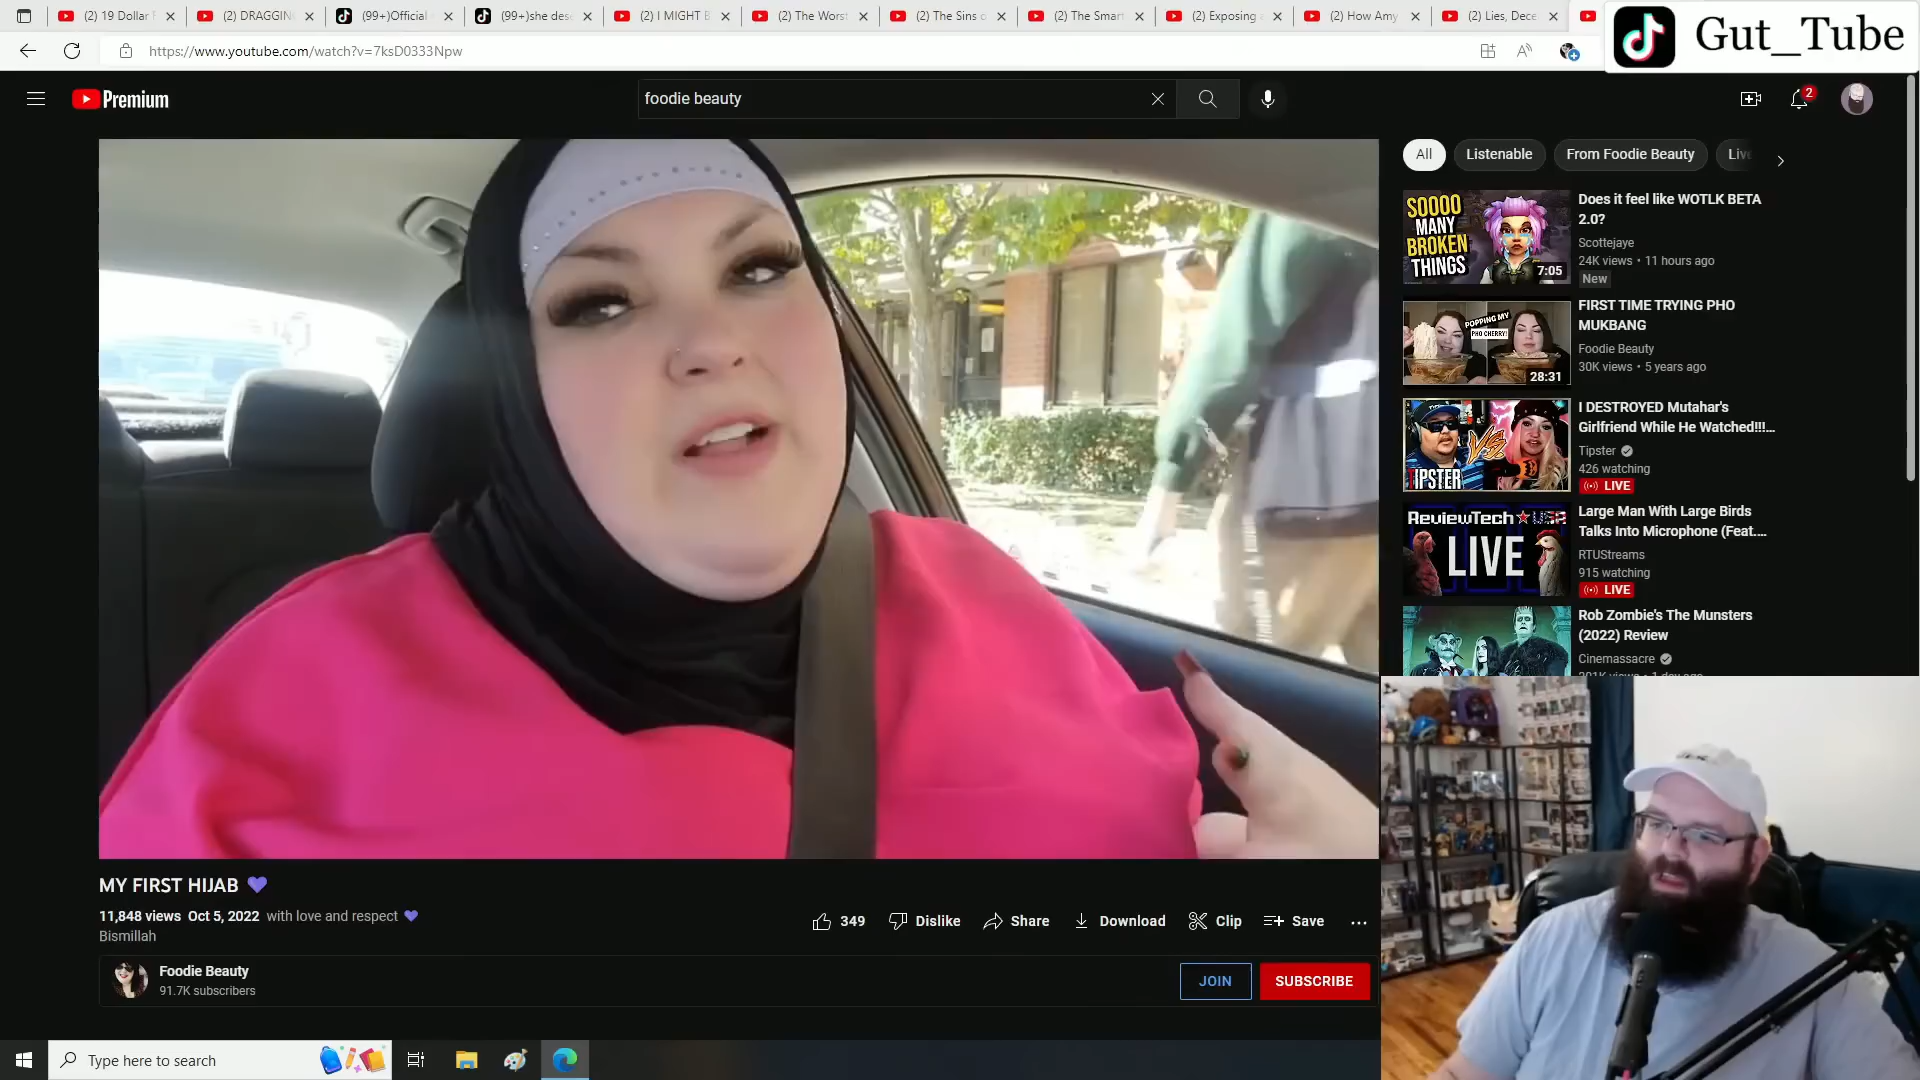 (2) 19 Dollar
(2) DRAGGIN
(99+)Official
(99+)she des
(2) I MIGHT
(2) The Worst
(2) The Sins o
(2) The Smar
(2) Exposing
(2) How Amy
(2) Lies, Dece
Gut_Tube
https://www.youtube.com/watch?v=7ksD0333Npw
Premium
foodie beauty
2
All
Listenable
From Foodie Beauty
Live
SOOOO
MANY
BROKEN
THINGS
7:05
Does it feel like WOTLK BETA
2.0?
Scottejaye
24K views • 11 hours ago
New
POPPING MY
PHO CHERRY!
28:31
FIRST TIME TRYING PHO
MUKBANG
Foodie Beauty
30K views • 5 years ago
VS
TIPSTER
I DESTROYED Mutahar's
Girlfriend While He Watched!!!...
Tipster
426 watching
LIVE
ReviewTech USA
LIVE
Large Man With Large Birds
Talks Into Microphone (Feat....
RTUStreams
915 watching
LIVE
Rob Zombie's The Munsters
(2022) Review
Cinemassacre
MY FIRST HIJAB 💜
11,848 views Oct 5, 2022 with love and respect 💜
Bismillah
349
Dislike
Share
Download
Clip
Save
...
Foodie Beauty
91.7K subscribers
JOIN
SUBSCRIBE
Type here to search